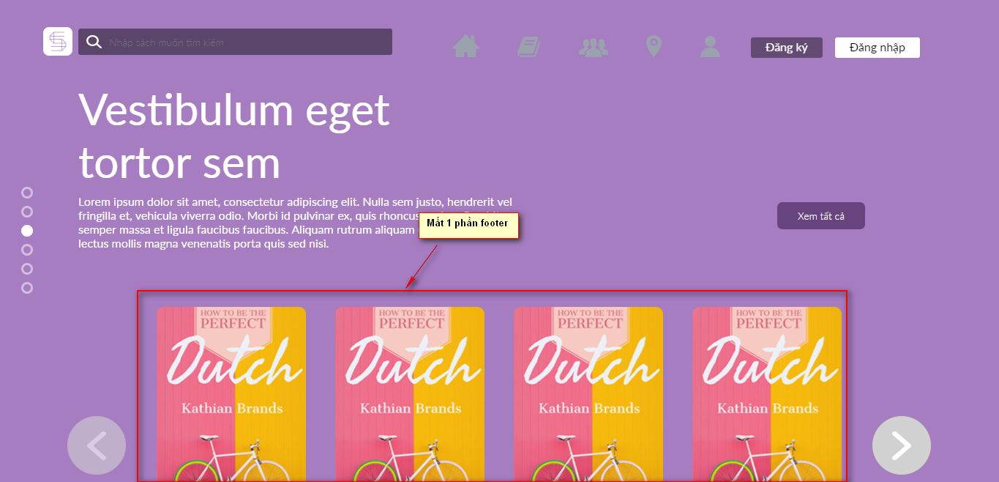 Nhập sách muốn tìm kiếm
Đăng ký
Đăng nhập
Vestibulum eget
tortor sem
Lorem ipsum dolor sit amet, consectetur adipiscing elit. Nulla sem justo, hendrerit vel
fringilla et, vehicula viverra odio. Morbi id pulvinar ex, quis rhoncus
semper massa et ligula faucibus faucibus. Aliquam rutrum aliquam
lectus mollis magna venenatis porta quis sed nisi.
Mất 1 phần footer
Xem tất cả
HOW TO BE THE
PERFECT
Dutch
Kathian Brands
HOW TO BE THE
PERFECT
Dutch
Kathian Brands
HOW TO BE THE
PERFECT
Dutch
Kathian Brands
HOW TO BE THE
PERFECT
Dutch
Kathian Brands